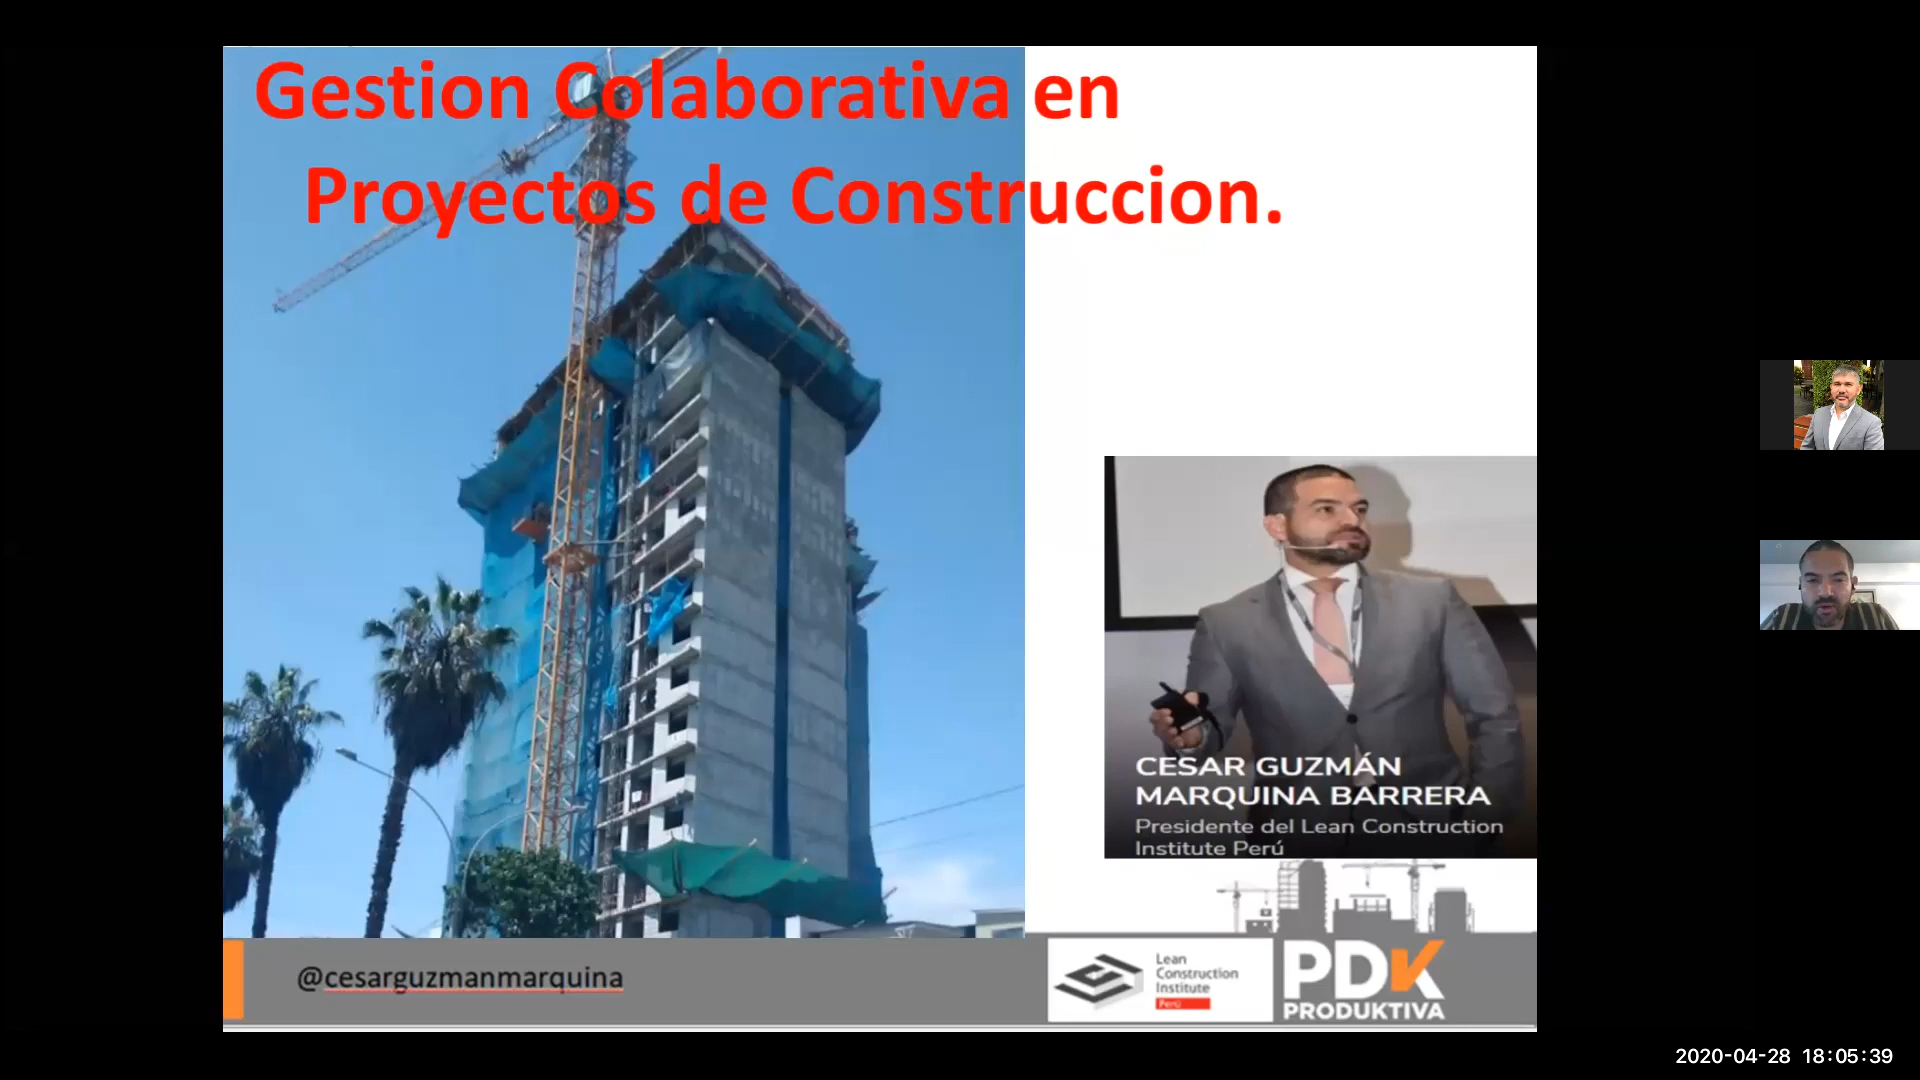 Gestion Colaborativa en
Proyectos de Construccion.
CESAR GUZMÁN
MARQUINA BARRERA
Presidente del Lean Construction
Institute Perú
@cesarguzmanmarquina
Lean
Construction
Institute
Perú
PDK
PRODUKTIVA
2020-04-28 18:05:39